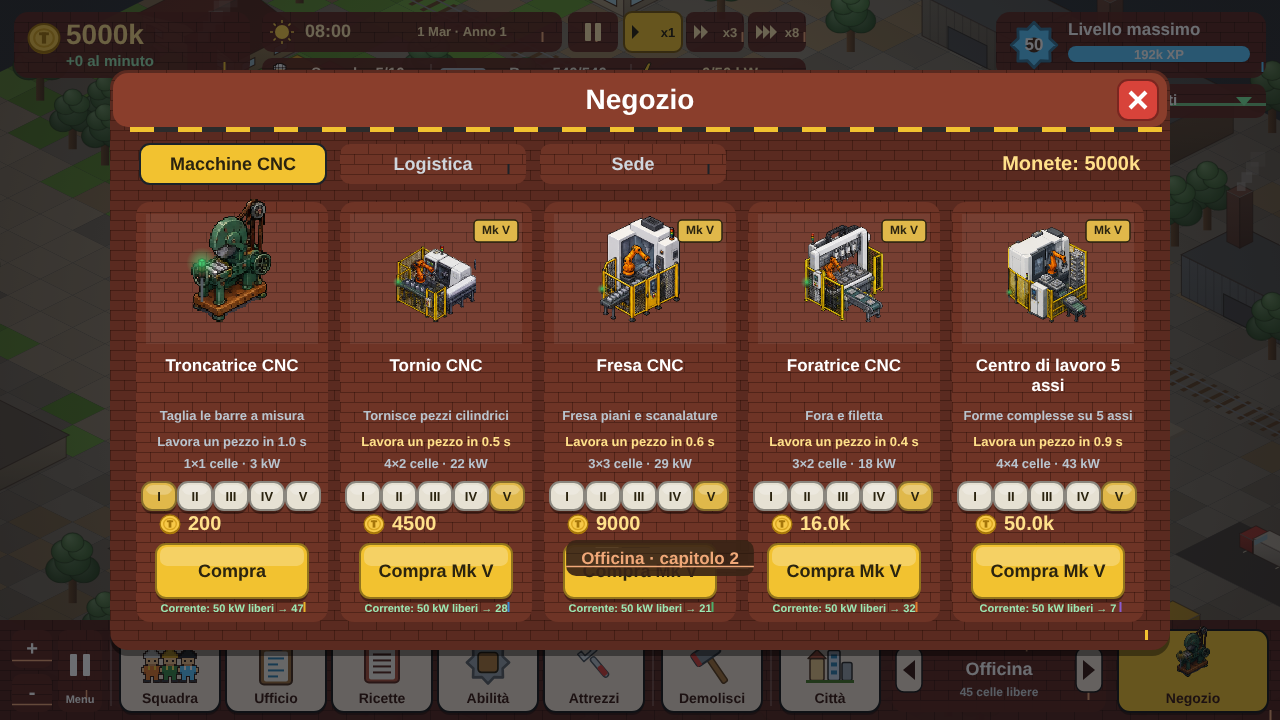 5000k
+0 al minuto
08:00
1 Mar · Anno 1
x1
x3
x8
50
Livello massimo
192k XP
Negozio
Macchine CNC
Logistica
Sede
Monete: 5000k
Mk V
Mk V
Mk V
Mk V
Troncatrice CNC
Tornio CNC
Fresa CNC
Foratrice CNC
Centro di lavoro 5
assi
Taglia le barre a misura
Tornisce pezzi cilindrici
Fresa piani e scanalature
Fora e filetta
Forme complesse su 5 assi
Lavora un pezzo in 1.0 s
Lavora un pezzo in 0.5 s
Lavora un pezzo in 0.6 s
Lavora un pezzo in 0.4 s
Lavora un pezzo in 0.9 s
1×1 celle · 3 kW
4×2 celle · 22 kW
3×3 celle · 29 kW
3×2 celle · 18 kW
4×4 celle · 43 kW
I II III IV V
I II III IV V
I II III IV V
I II III IV V
I II III IV V
200
4500
9000
16.0k
50.0k
Officina · capitolo 2
Compra
Compra Mk V
Compra Mk V
Compra Mk V
Compra Mk V
Corrente: 50 kW liberi → 47
Corrente: 50 kW liberi → 28
Corrente: 50 kW liberi → 21
Corrente: 50 kW liberi → 32
Corrente: 50 kW liberi → 7
+
-
Menu
Squadra
Ufficio
Ricette
Abilità
Attrezzi
Demolisci
Città
Officina
45 celle libere
Negozio